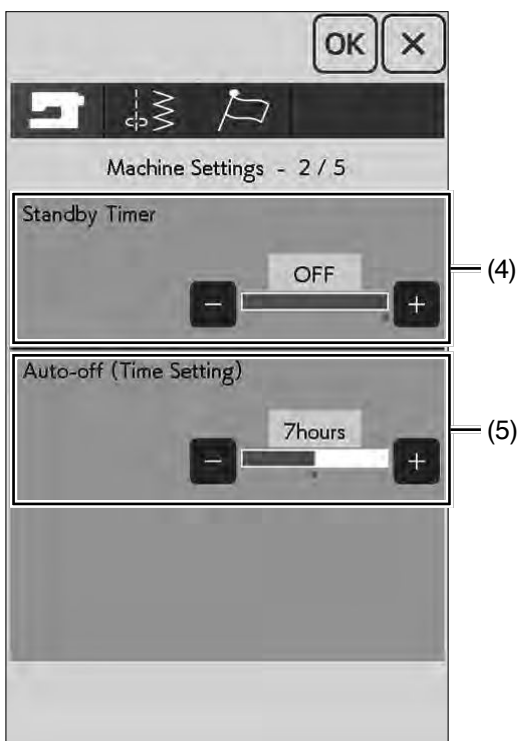 OK ×
Machine Settings - 2 / 5
Standby Timer
OFF
− +
(4)
Auto-off (Time Setting)
7hours
− +
(5)